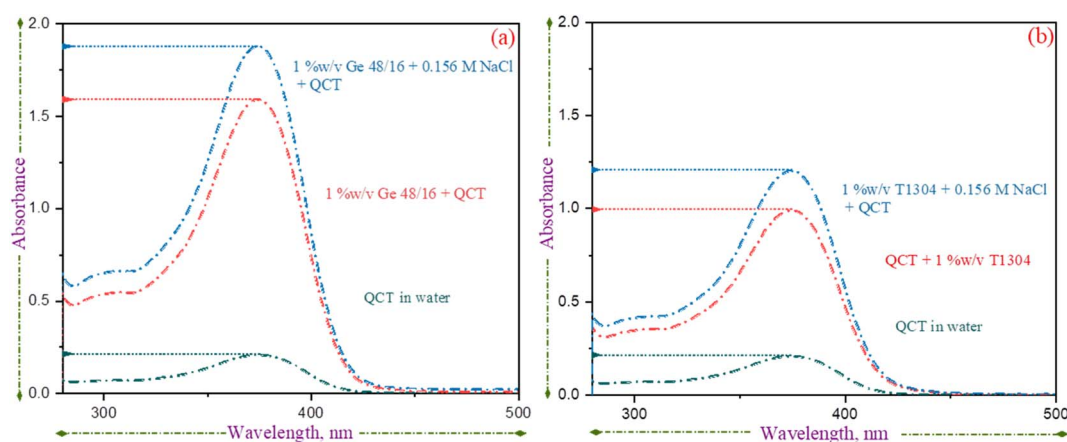 (a)
2.0
1.5
1.0
0.5
0.0
Absorbance
1 %w/v Ge 48/16 + 0.156 M NaCl
+ QCT
1 %w/v Ge 48/16 + QCT
QCT in water
300
400
500
Wavelength, nm
(b)
2.0
1.5
1.0
0.5
0.0
Absorbance
1 %w/v T1304 + 0.156 M NaCl
+ QCT
QCT + 1 %w/v T1304
QCT in water
300
400
500
Wavelength, nm